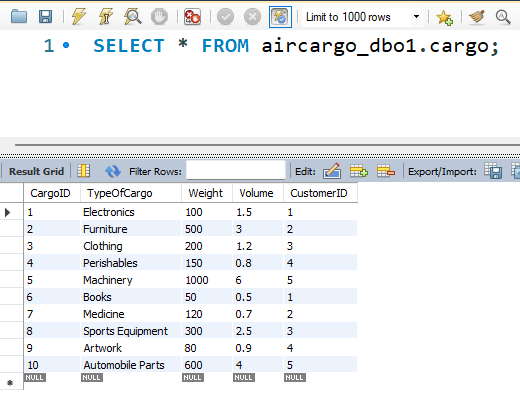 Limit to 1000 rows
1 SELECT * FROM aircargo_dbo1.cargo;
Result Grid Filter Rows: Edit: Export/Import:
CargoID TypeOfCargo Weight Volume CustomerID
1 Electronics 100 1.5 1
2 Furniture 500 3 2
3 Clothing 200 1.2 3
4 Perishables 150 0.8 4
5 Machinery 1000 6 5
6 Books 50 0.5 1
7 Medicine 120 0.7 2
8 Sports Equipment 300 2.5 3
9 Artwork 80 0.9 4
10 Automobile Parts 600 4 5
NULL NULL NULL NULL NULL